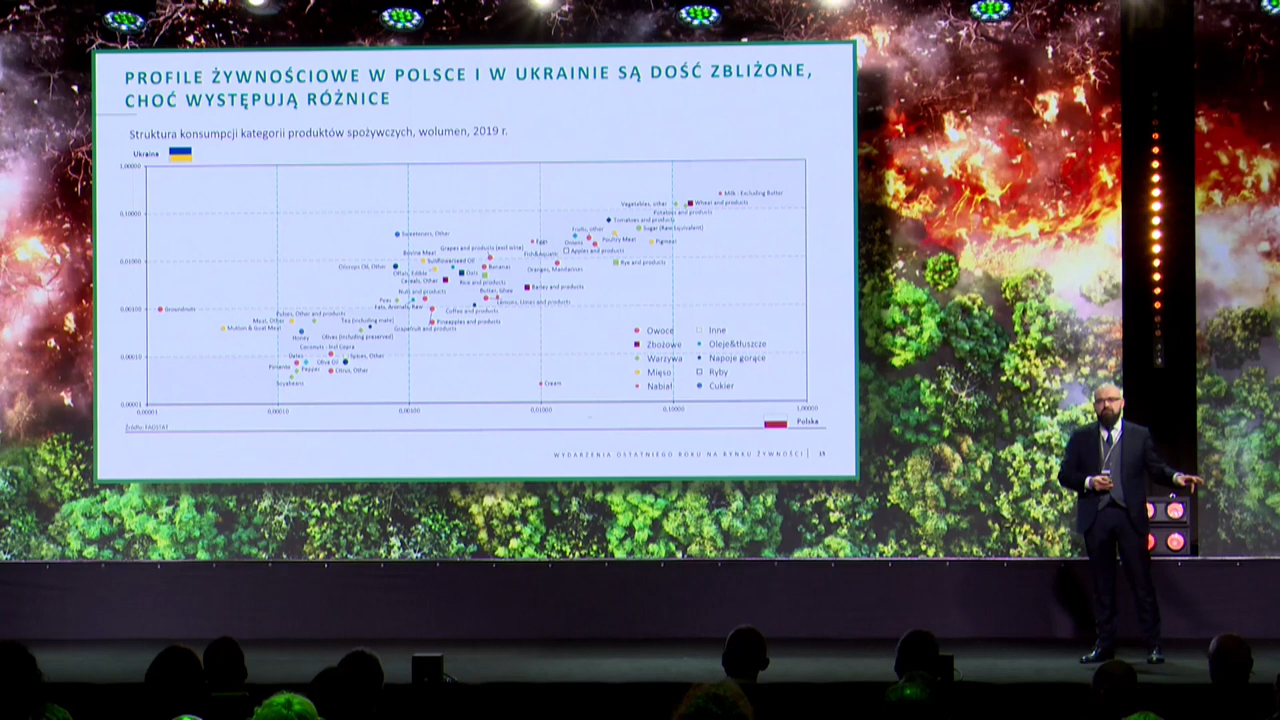 PROFILE ŻYWNOŚCIOWE W POLSCE I W UKRAINIE SĄ DOŚĆ ZBLIŻONE,
CHOĆ WYSTĘPUJĄ RÓŻNICE
Struktura konsumpcji kategorii produktów spożywczych, wolumen, 2019 r.
Ukraina
1,00000
Milk - Excluding Butter
Vegetables, other
Wheat and products
0,10000
Potatoes and products
Tomatoes and products
Fruits, other
Sugar (Raw Equivalent)
Sweeteners, Other
Eggs
Onions
Poultry Meat
Pigmeat
Grapes and products (excl wine)
Bovine Meat
Fish&Aquatic
Apples and products
0,01000
Sunflowerseed Oil
Rye and products
Oilcrops Oil, Other
Bananas
Oranges, Mandarines
Offals, Edible
Oats
Cereals, Other
Rice and products
Barley and products
Nuts and products
Butter, Ghee
Peas
Lemons, Limes and products
Fats, Animals, Raw
0,00100
Groundnuts
Coffee and products
Pulses, Other and products
Meat, Other
Tea (including mate)
Pineapples and products
Mutton & Goat Meat
Grapefruit and products
Honey
Olives (including preserved)
Coconuts - Incl Copra
0,00010
Dates
Spices, Other
Olive Oil
Pimento
Pepper
Citrus, Other
Soyabeans
Cream
0,00001
Owoce
Inne
Zbożowe
Oleje&tłuszcze
Warzywa
Napoje gorące
Mięso
Ryby
Nabiał
Cukier
0,00001
0,00010
0,00100
0,01000
0,10000
1,00000
Polska
Źródło: FAOSTAT
WYDARZENIA OSTATNIEGO ROKU NA RYNKU ŻYWNOŚCI